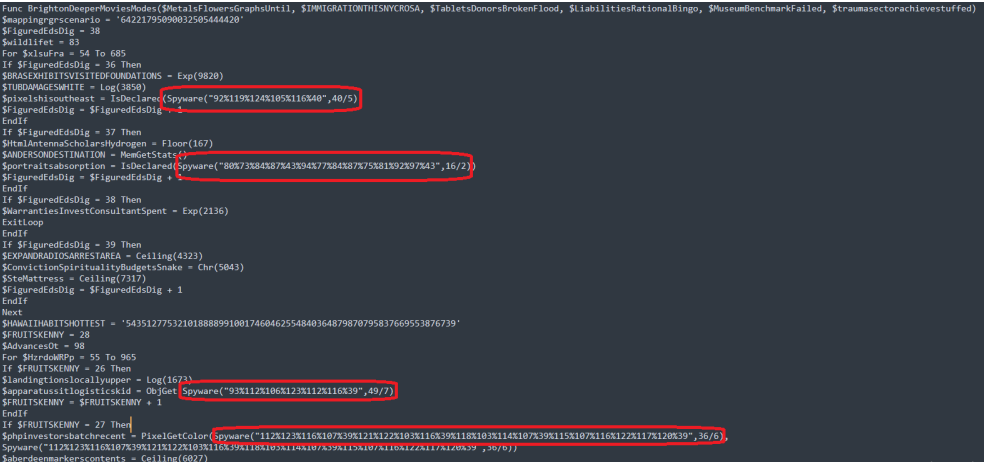 Func BrightonDeeperMoviesModes($MetalsFlowersGraphsUntil, $IMMIGRATIONTHISNYCROSA, $TabletsDonorsBrokenFlood, $LiabilitiesRationalBingo, $MuseumBenchmarkFailed, $traumasectorachievestuffed)
$mappingrgrsscenario = '64221795090032505444420'
$FiguredEdsDig = 38
$wildlifet = 83
For $xlsuFra = 54 To 685
If $FiguredEdsDig = 36 Then
$BRASEXHIBITSVISITEDFOUNDATIONS = Exp(9820)
$TUBDAMAGESWHITE = Log(3850)
$pixelshisoutheast = IsDeclared(Spyware("92%119%124%105%116%40",40/5)
$FiguredEdsDig = $FiguredEdsDig + 1
EndIf
If $FiguredEdsDig = 37 Then
$HtmlAntennaScholarsHydrogen = Floor(167)
$ANDERSONDESTINATION = MemGetStats()
$portraitsabsorption = IsDeclared(Spyware("80%73%84%87%43%94%77%84%87%75%81%92%97%43",16/2))
$FiguredEdsDig = $FiguredEdsDig + 1
EndIf
If $FiguredEdsDig = 38 Then
$WarrantiesInvestConsultantSpent = Exp(2136)
ExitLoop
EndIf
If $FiguredEdsDig = 39 Then
$EXPANDRADIOSARRESTAREA = Ceiling(4323)
$ConvictionSpiritualityBudgetsSnake = Chr(5043)
$SteMattress = Ceiling(7317)
$FiguredEdsDig = $FiguredEdsDig + 1
EndIf
Next
$HAWAIIHABITSHOTTEST = '5435127753210188889910017460462554840364879870795837669553876739'
$FRUITSKENNY = 28
$AdvancesOt = 98
For $HzrdoWRPp = 55 To 965
If $FRUITSKENNY = 26 Then
$landingtionslocallyupper = Log(1673)
$apparatussitlogisticskid = ObjGet(Spyware("93%112%106%123%112%116%39",49/7)
$FRUITSKENNY = $FRUITSKENNY + 1
EndIf
If $FRUITSKENNY = 27 Then
$phpinvestorsbatchrecent = PixelGetColor(Spyware("112%123%116%107%39%121%122%103%116%39%118%103%114%107%39%115%107%116%122%117%120%39",36/6),
Spyware("112%123%116%107%39%121%122%103%116%39%118%103%114%107%39%115%107%116%122%117%120%39",36/6))
$aberdeenmarkerscontents = Ceiling(6027)